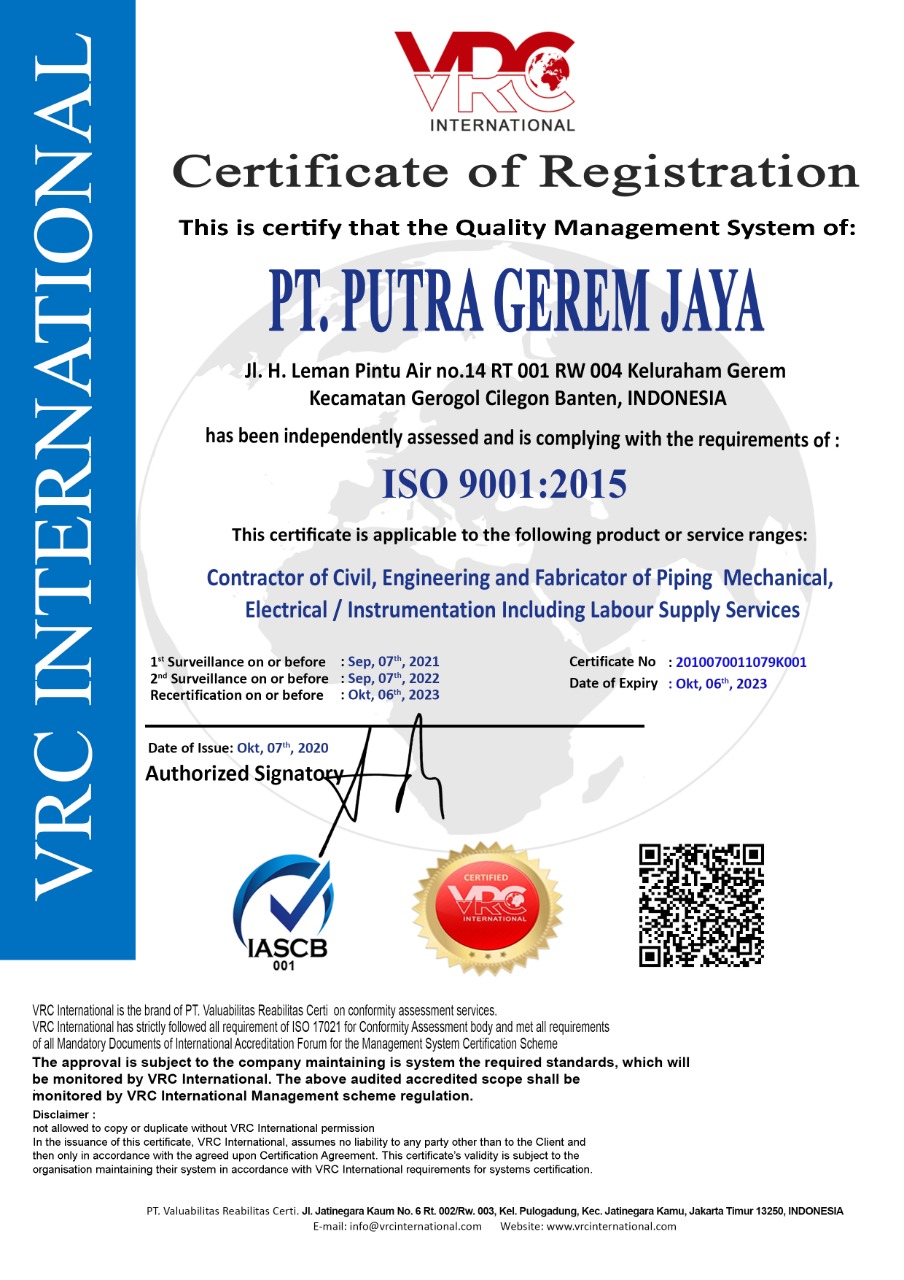 VRC INTERNATIONAL
VRC
INTERNATIONAL
Certificate of Registration
This is certify that the Quality Management System of:
PT. PUTRA GEREM JAYA
Jl. H. Leman Pintu Air no.14 RT 001 RW 004 Keluraham Gerem
Kecamatan Gerogol Cilegon Banten, INDONESIA
has been independently assessed and is complying with the requirements of :
ISO 9001:2015
This certificate is applicable to the following product or service ranges:
Contractor of Civil, Engineering and Fabricator of Piping Mechanical,
Electrical / Instrumentation Including Labour Supply Services
1st Surveillance on or before : Sep, 07th, 2021
2nd Surveillance on or before : Sep, 07th, 2022
Recertification on or before : Okt, 06th, 2023
Certificate No : 2010070011079K001
Date of Expiry : Okt, 06th, 2023
Date of Issue: Okt, 07th, 2020
Authorized Signatory
IASCB
001
CERTIFIED
VRC
INTERNATIONAL
VRC International is the brand of PT. Valuabilitas Reabilitas Certi on conformity assessment services.
VRC International has strictly followed all requirement of ISO 17021 for Conformity Assessment body and met all requirements
of all Mandatory Documents of International Accreditation Forum for the Management System Certification Scheme
The approval is subject to the company maintaining is system the required standards, which will
be monitored by VRC International. The above audited accredited scope shall be
monitored by VRC International Management scheme regulation.
Disclaimer :
not allowed to copy or duplicate without VRC International permission
In the issuance of this certificate, VRC International, assumes no liability to any party other than to the Client and
then only in accordance with the agreed upon Certification Agreement. This certificate's validity is subject to the
organisation maintaining their system in accordance with VRC International requirements for systems certification.
PT. Valuabilitas Reabilitas Certi. Jl. Jatinegara Kaum No. 6 Rt. 002/Rw. 003, Kel. Pulogadung, Kec. Jatinegara Kamu, Jakarta Timur 13250, INDONESIA
E-mail: info@vrcinternational.com Website: www.vrcinternational.com